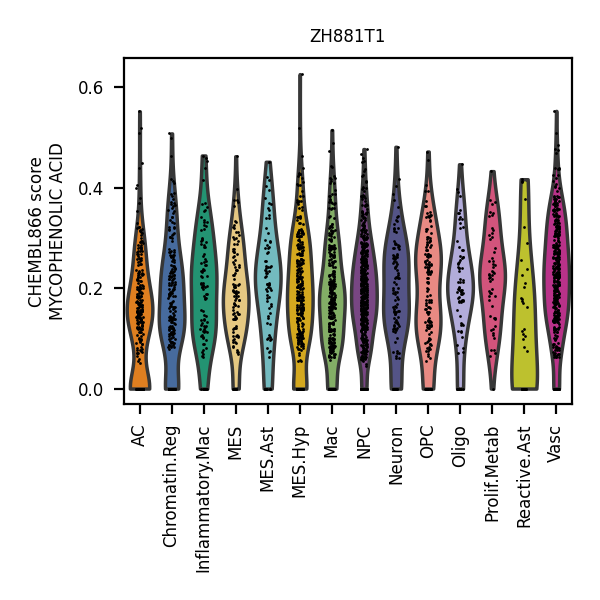 ZH881T1
CHEMBL866 score
MYCOPHENOLIC ACID
0.6
0.4
0.2
0.0
AC
Chromatin.Reg
Inflammatory.Mac
MES
MES.Ast
MES.Hyp
Mac
NPC
Neuron
OPC
Oligo
Prolif.Metab
Reactive.Ast
Vasc